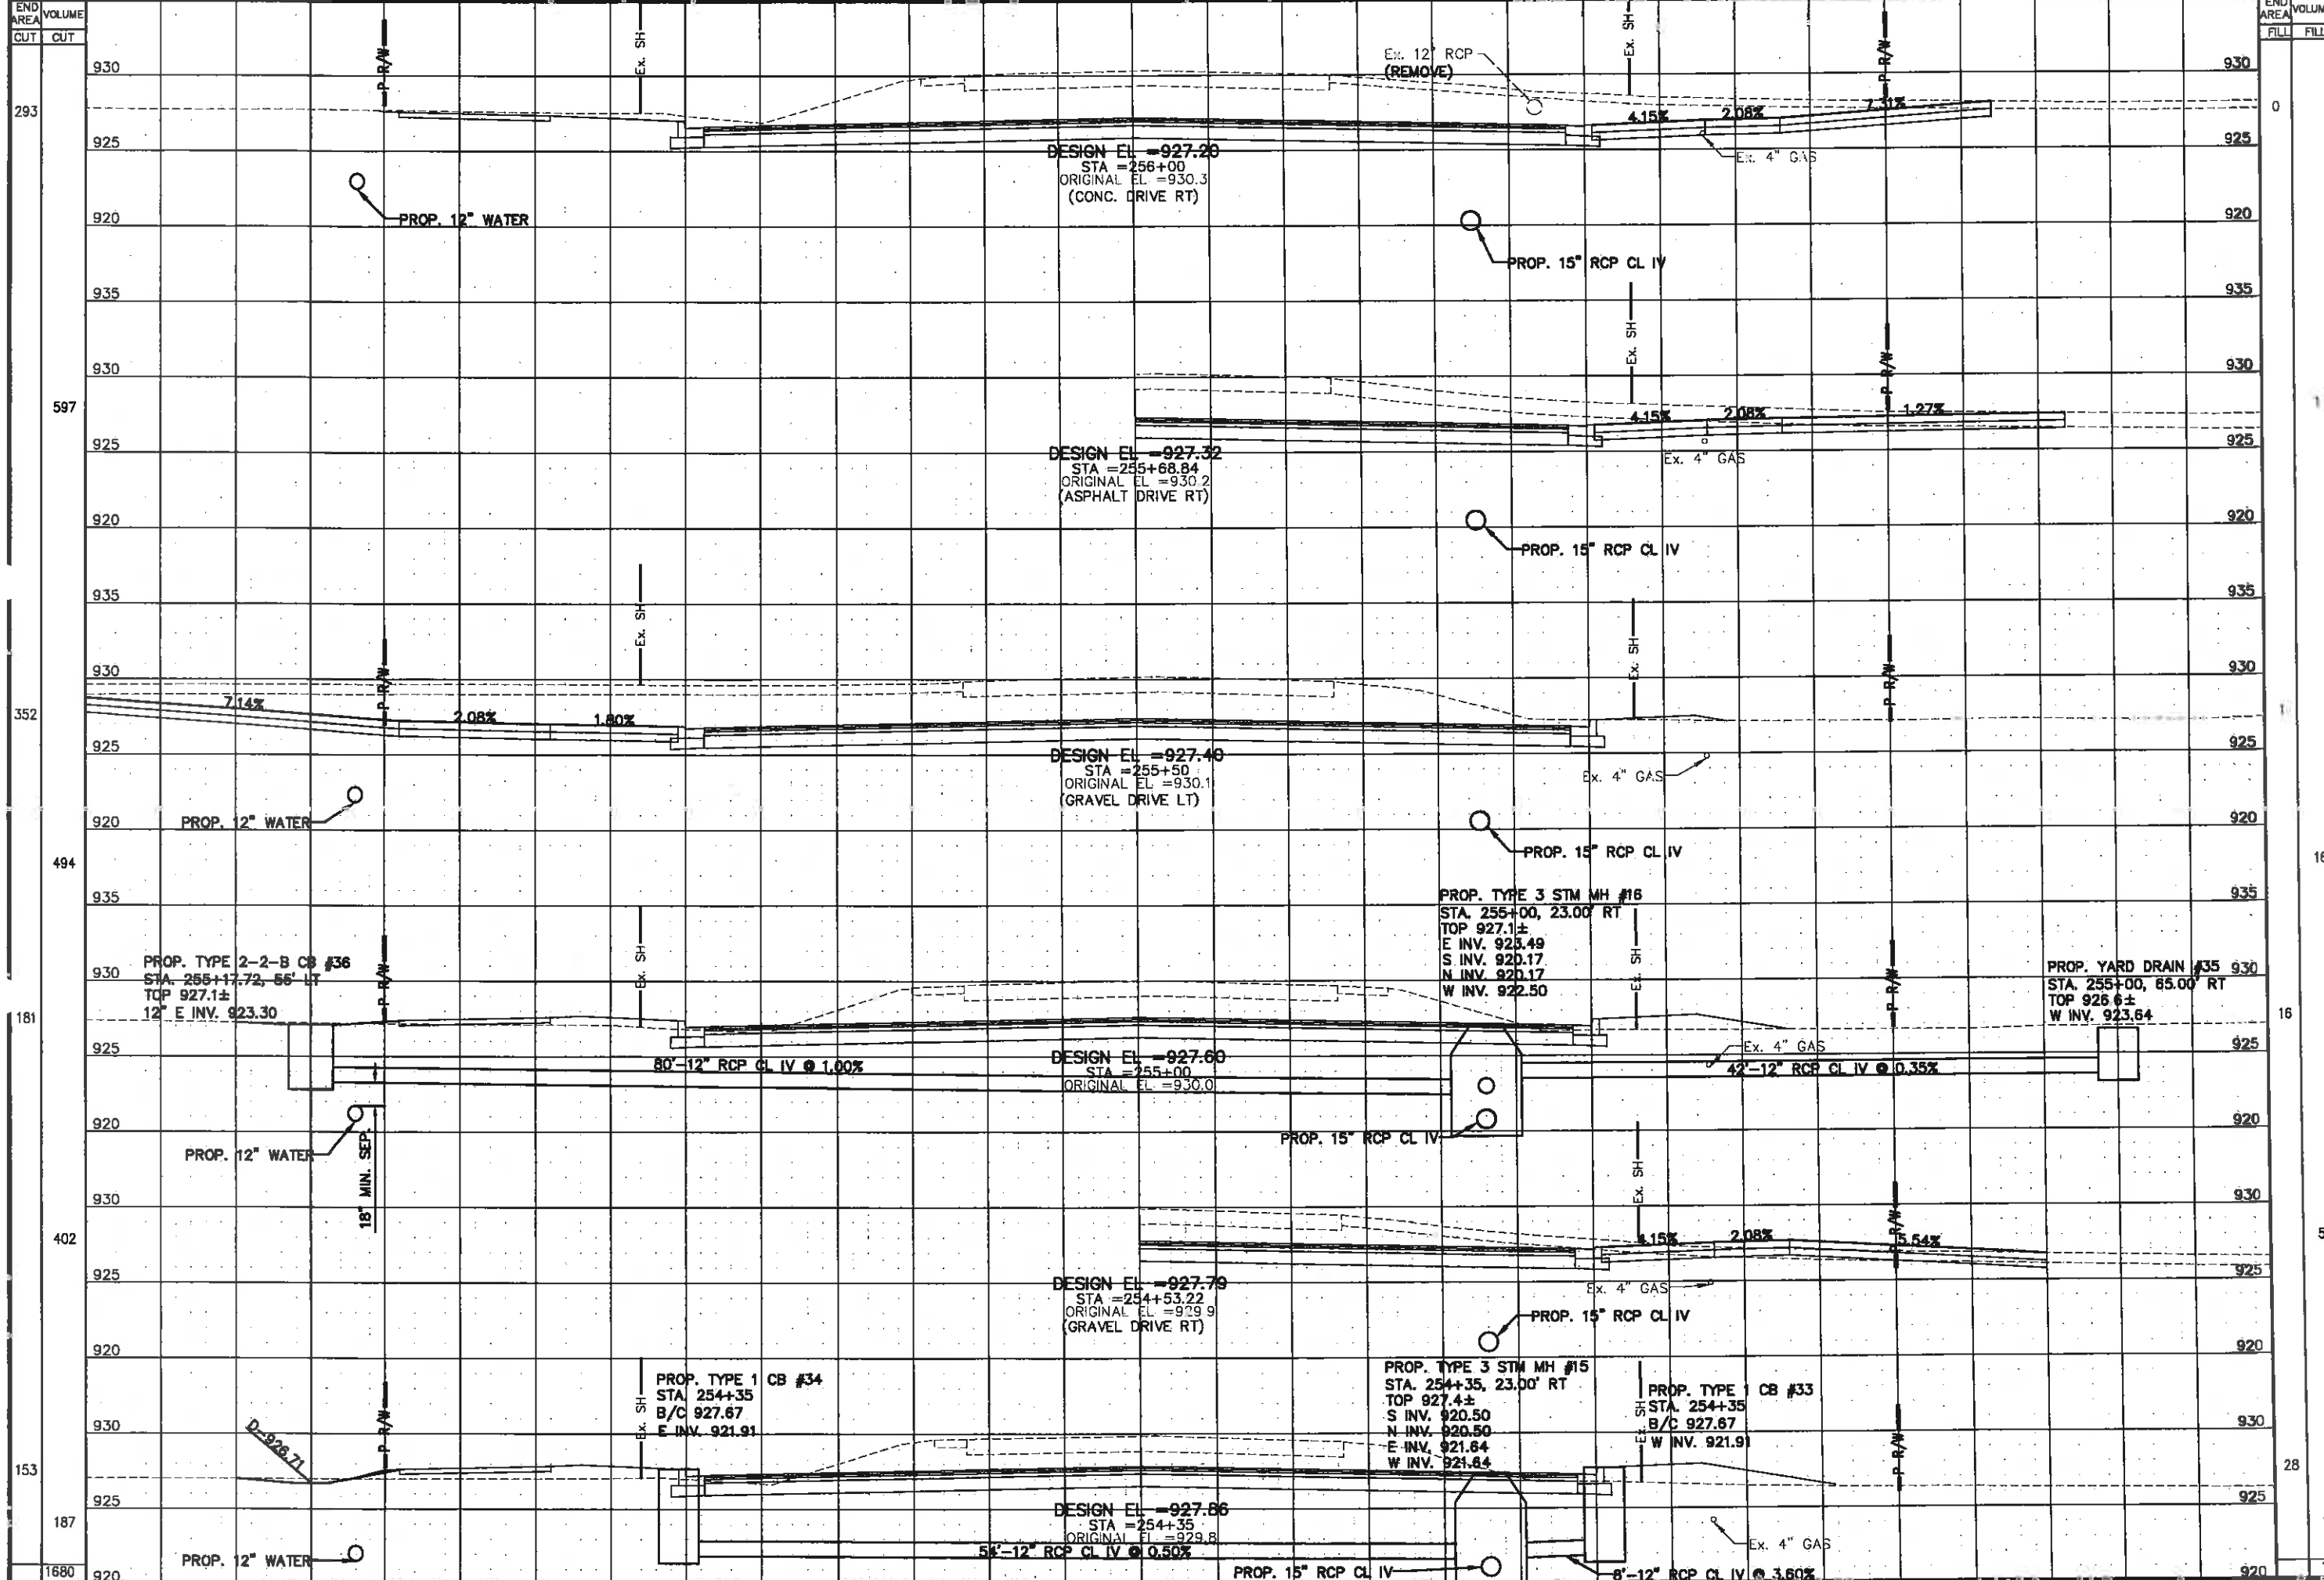 END AREA
VOLUME
END AREA
CUT
CUT
FILL
930
Ex. SH
Ex. SH
P R/W
P R/W
Ex. 12" RCP
(REMOVE)
930
293
4.15%
2.08%
0
925
925
DESIGN EL =927.20
STA =256+00
ORIGINAL EL =930.3
(CONC. DRIVE RT)
Ex. 4" GAS
PROP. 12" WATER
920
920
PROP. 15" RCP CL IV
935
935
Ex. SH
P R/W
930
930
597
4.15%
2.08%
1.27%
925
925
DESIGN EL =927.32
STA =255+68.84
ORIGINAL EL =930.2
(ASPHALT DRIVE RT)
Ex. 4" GAS
920
920
PROP. 15" RCP CL IV
935
935
Ex. SH
Ex. SH
P R/W
P R/W
930
930
352
7.14%
2.08%
1.80%
925
925
DESIGN EL =927.40
STA =255+50
ORIGINAL EL =930.1
(GRAVEL DRIVE LT)
Ex. 4" GAS
PROP. 12" WATER
920
920
PROP. 15" RCP CL IV
494
935
935
PROP. TYPE 3 STM MH #16
STA. 255+00, 23.00' RT
TOP 927.1±
E INV. 923.49
S INV. 920.17
N INV. 920.17
W INV. 922.50
PROP. TYPE 2-2-B CB #36
STA. 255+17.72, 56' LT
TOP 927.1±
12" E INV. 923.30
P R/W
Ex. SH
Ex. SH
P R/W
PROP. YARD DRAIN #35
STA. 255+00, 65.00' RT
TOP 926.6±
W INV. 923.64
930
930
181
16
925
925
DESIGN EL =927.60
STA =255+00
ORIGINAL EL =930.0
80'-12" RCP CL IV @ 1.00%
Ex. 4" GAS
42'-12" RCP CL IV @ 0.35%
920
920
PROP. 12" WATER
18" MIN. SEP.
PROP. 15" RCP CL IV
Ex. SH
P R/W
930
930
402
4.15%
2.08%
5.54%
925
925
DESIGN EL =927.79
STA =254+53.22
ORIGINAL EL =929.9
(GRAVEL DRIVE RT)
Ex. 4" GAS
PROP. 15" RCP CL IV
920
920
PROP. TYPE 1 CB #34
STA. 254+35
B/C 927.67
E INV. 921.91
PROP. TYPE 3 STM MH #15
STA. 254+35, 23.00' RT
TOP 927.4±
S INV. 920.50
N INV. 920.50
E INV. 921.64
W INV. 921.64
PROP. TYPE 1 CB #33
STA. 254+35
B/C 927.67
W INV. 921.91
Ex. SH
Ex. SH
P R/W
P R/W
930
930
D-926.71
153
28
925
925
DESIGN EL =927.86
STA =254+35
ORIGINAL EL =929.8
187
54'-12" RCP CL IV @ 0.50%
Ex. 4" GAS
PROP. 12" WATER
PROP. 15" RCP CL IV
8'-12" RCP CL IV @ 3.60%
1680
920
920